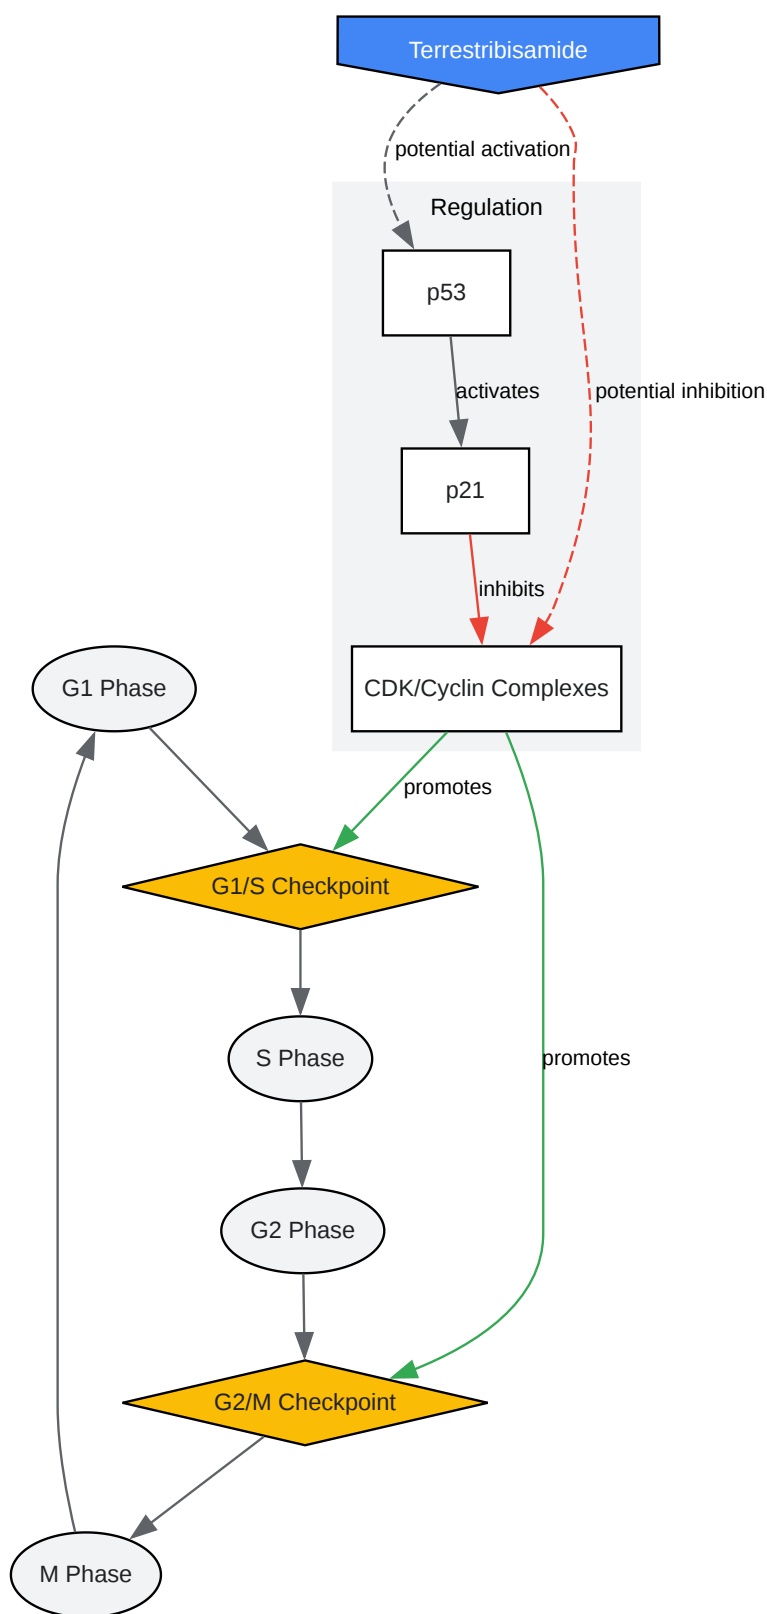 Terrestribisamide
potential activation
Regulation
p53
activates
potential inhibition
p21
inhibits
G1 Phase
CDK/Cyclin Complexes
promotes
G1/S Checkpoint
S Phase
promotes
G2 Phase
G2/M Checkpoint
M Phase